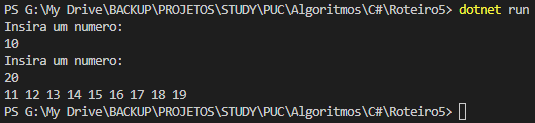 PS G:\My Drive\BACKUP\PROJETOS\STUDY\PUC\Algoritmos\C#\Roteiro5> dotnet run
Insira um numero:
10
Insira um numero:
20
11 12 13 14 15 16 17 18 19
PS G:\My Drive\BACKUP\PROJETOS\STUDY\PUC\Algoritmos\C#\Roteiro5>